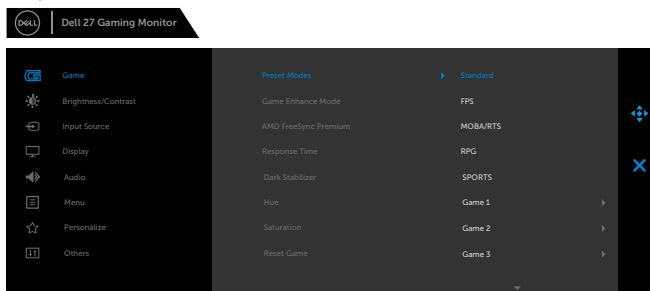 DELL Dell 27 Gaming Monitor
Game Preset Modes Standard
Brightness/Contrast Game Enhance Mode FPS
Input Source AMD FreeSync Premium MOBA/RTS
Display Response Time RPG
Audio Dark Stabilizer SPORTS
Menu Hue Game 1
Personalize Saturation Game 2
Others Reset Game Game 3